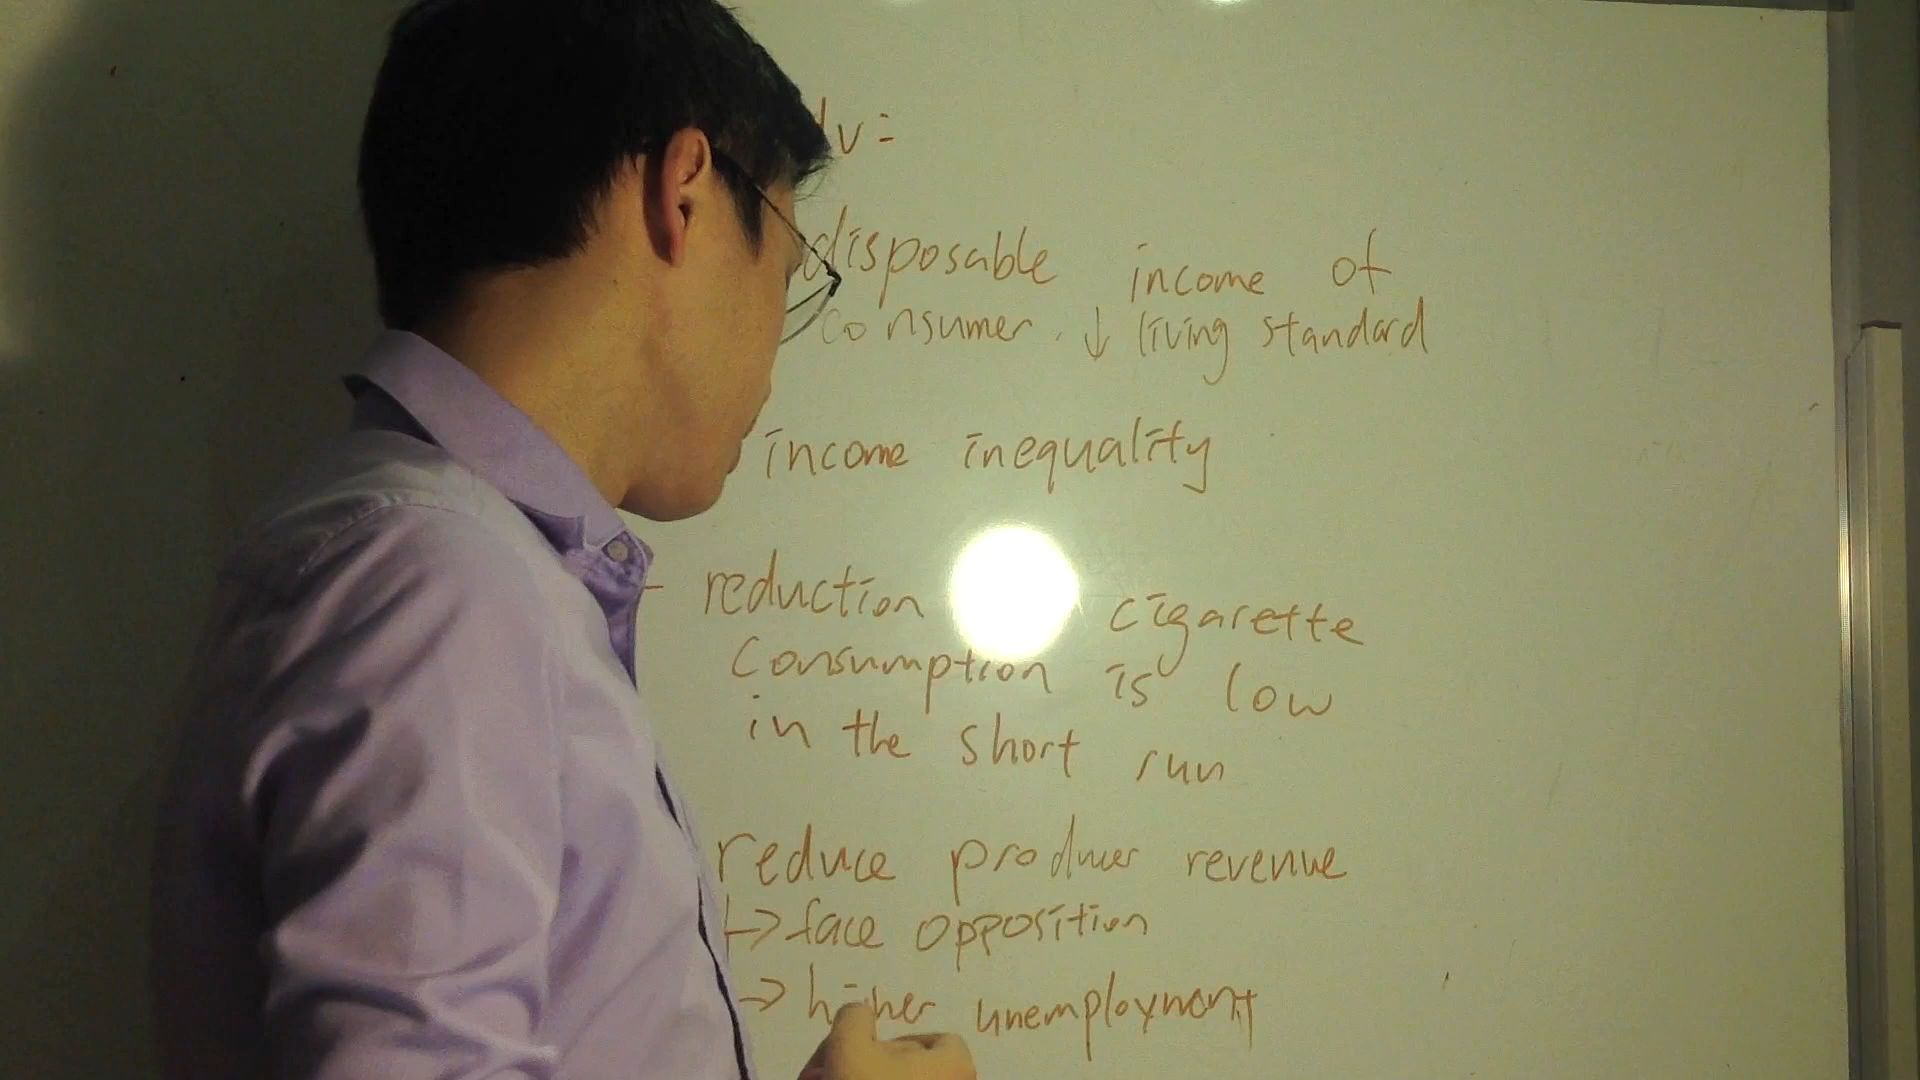 dv:
disposable income of
consumer. ↓ living standard
income inequality
- reduction cigarette
consumption is low
in the short run
reduce producer revenue
→ face opposition
→ higher unemployment